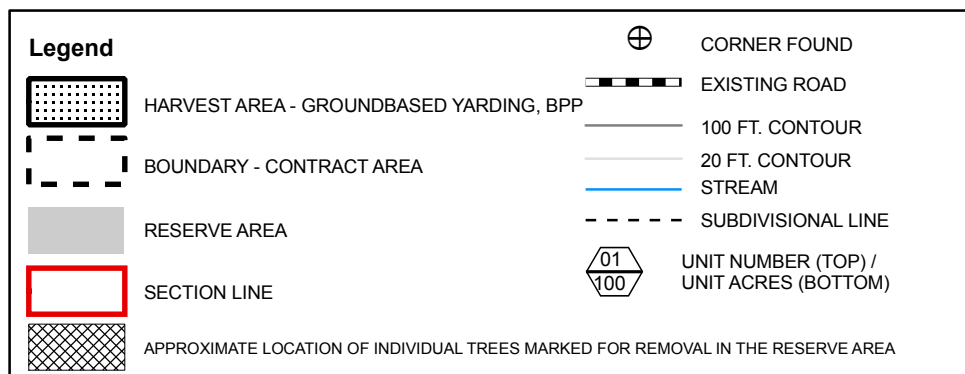 Legend
HARVEST AREA - GROUNDBASED YARDING, BPP
BOUNDARY - CONTRACT AREA
RESERVE AREA
SECTION LINE
APPROXIMATE LOCATION OF INDIVIDUAL TREES MARKED FOR REMOVAL IN THE RESERVE AREA
CORNER FOUND
EXISTING ROAD
100 FT. CONTOUR
20 FT. CONTOUR
STREAM
SUBDIVISIONAL LINE
01
100
UNIT NUMBER (TOP) /
UNIT ACRES (BOTTOM)